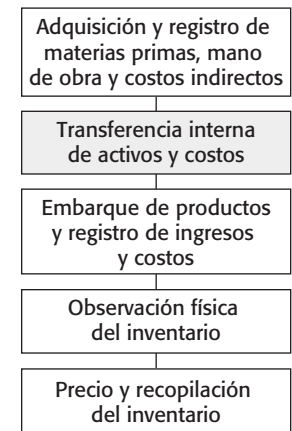 Adquisición y registro de
materias primas, mano
de obra y costos indirectos
Transferencia interna
de activos y costos
Embarque de productos
y registro de ingresos
y costos
Observación física
del inventario
Precio y recopilación
del inventario